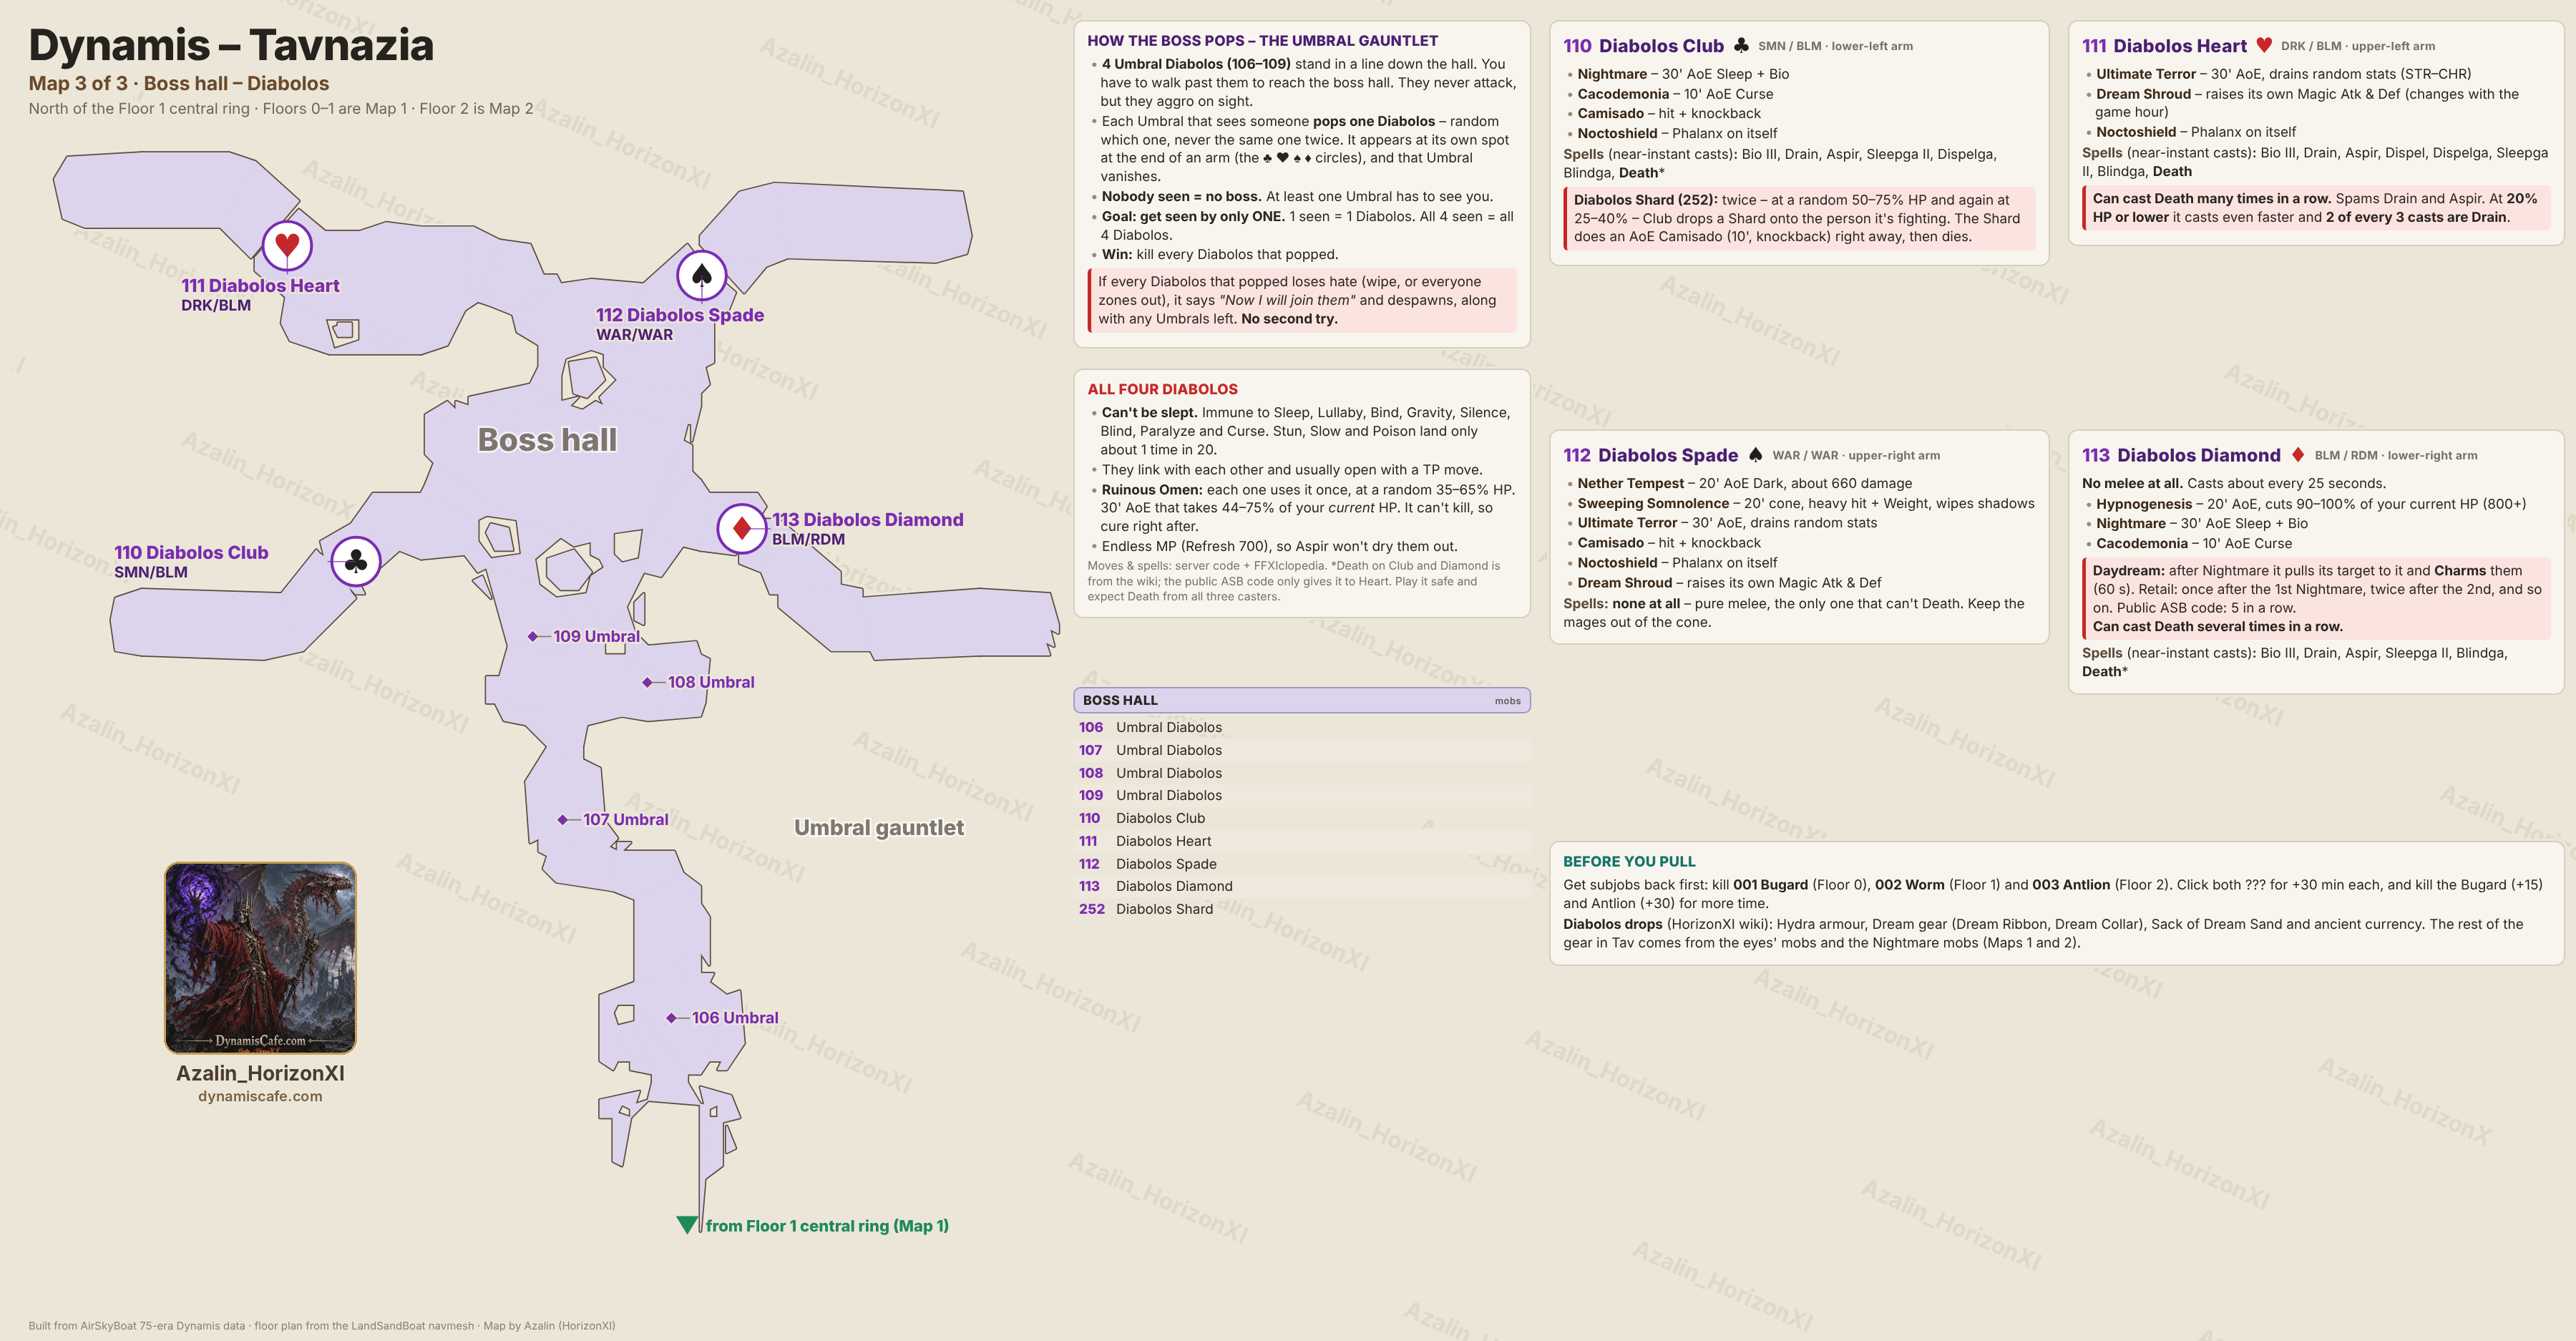 Dynamis – Tavnazia
Map 3 of 3 · Boss hall – Diabolos
North of the Floor 1 central ring · Floors 0–1 are Map 1 · Floor 2 is Map 2
111 Diabolos Heart
DRK/BLM
112 Diabolos Spade
WAR/WAR
Boss hall
113 Diabolos Diamond
BLM/RDM
110 Diabolos Club
SMN/BLM
109 Umbral
108 Umbral
107 Umbral
Umbral gauntlet
106 Umbral
from Floor 1 central ring (Map 1)
DynamisCafe.com
Azalin_HorizonXI
dynamiscafe.com
HOW THE BOSS POPS – THE UMBRAL GAUNTLET
• 4 Umbral Diabolos (106–109) stand in a line down the hall. You
have to walk past them to reach the boss hall. They never attack,
but they aggro on sight.
• Each Umbral that sees someone pops one Diabolos – random
which one, never the same one twice. It appears at its own spot
at the end of an arm (the ♣ ♥ ♠ ♦ circles), and that Umbral
vanishes.
• Nobody seen = no boss. At least one Umbral has to see you.
• Goal: get seen by only ONE. 1 seen = 1 Diabolos. All 4 seen = all
4 Diabolos.
• Win: kill every Diabolos that popped.
If every Diabolos that popped loses hate (wipe, or everyone
zones out), it says "Now I will join them" and despawns, along
with any Umbrals left. No second try.
ALL FOUR DIABOLOS
• Can't be slept. Immune to Sleep, Lullaby, Bind, Gravity, Silence,
Blind, Paralyze and Curse. Stun, Slow and Poison land only
about 1 time in 20.
• They link with each other and usually open with a TP move.
• Ruinous Omen: each one uses it once, at a random 35–65% HP.
30' AoE that takes 44–75% of your current HP. It can't kill, so
cure right after.
• Endless MP (Refresh 700), so Aspir won't dry them out.
Moves & spells: server code + FFXIclopedia. *Death on Club and Diamond is
from the wiki; the public ASB code only gives it to Heart. Play it safe and
expect Death from all three casters.
BOSS HALL mobs
106 Umbral Diabolos
107 Umbral Diabolos
108 Umbral Diabolos
109 Umbral Diabolos
110 Diabolos Club
111 Diabolos Heart
112 Diabolos Spade
113 Diabolos Diamond
252 Diabolos Shard
110 Diabolos Club ♣ SMN / BLM · lower-left arm
• Nightmare – 30' AoE Sleep + Bio
• Cacodemonia – 10' AoE Curse
• Camisado – hit + knockback
• Noctoshield – Phalanx on itself
Spells (near-instant casts): Bio III, Drain, Aspir, Sleepga II, Dispelga,
Blindga, Death*
Diabolos Shard (252): twice – at a random 50–75% HP and again at
25–40% – Club drops a Shard onto the person it's fighting. The Shard
does an AoE Camisado (10', knockback) right away, then dies.
111 Diabolos Heart ♥ DRK / BLM · upper-left arm
• Ultimate Terror – 30' AoE, drains random stats (STR–CHR)
• Dream Shroud – raises its own Magic Atk & Def (changes with the
game hour)
• Noctoshield – Phalanx on itself
Spells (near-instant casts): Bio III, Drain, Aspir, Dispel, Dispelga, Sleepga
II, Blindga, Death
Can cast Death many times in a row. Spams Drain and Aspir. At 20%
HP or lower it casts even faster and 2 of every 3 casts are Drain.
112 Diabolos Spade ♠ WAR / WAR · upper-right arm
• Nether Tempest – 20' AoE Dark, about 660 damage
• Sweeping Somnolence – 20' cone, heavy hit + Weight, wipes shadows
• Ultimate Terror – 30' AoE, drains random stats
• Camisado – hit + knockback
• Noctoshield – Phalanx on itself
• Dream Shroud – raises its own Magic Atk & Def
Spells: none at all – pure melee, the only one that can't Death. Keep the
mages out of the cone.
113 Diabolos Diamond ♦ BLM / RDM · lower-right arm
No melee at all. Casts about every 25 seconds.
• Hypnogenesis – 20' AoE, cuts 90–100% of your current HP (800+)
• Nightmare – 30' AoE Sleep + Bio
• Cacodemonia – 10' AoE Curse
Daydream: after Nightmare it pulls its target to it and Charms them
(60 s). Retail: once after the 1st Nightmare, twice after the 2nd, and so
on. Public ASB code: 5 in a row.
Can cast Death several times in a row.
Spells (near-instant casts): Bio III, Drain, Aspir, Sleepga II, Blindga,
Death*
BEFORE YOU PULL
Get subjobs back first: kill 001 Bugard (Floor 0), 002 Worm (Floor 1) and 003 Antlion (Floor 2). Click both ??? for +30 min each, and kill the Bugard (+15)
and Antlion (+30) for more time.
Diabolos drops (HorizonXI wiki): Hydra armour, Dream gear (Dream Ribbon, Dream Collar), Sack of Dream Sand and ancient currency. The rest of the
gear in Tav comes from the eyes' mobs and the Nightmare mobs (Maps 1 and 2).
Built from AirSkyBoat 75-era Dynamis data · floor plan from the LandSandBoat navmesh · Map by Azalin (HorizonXI)